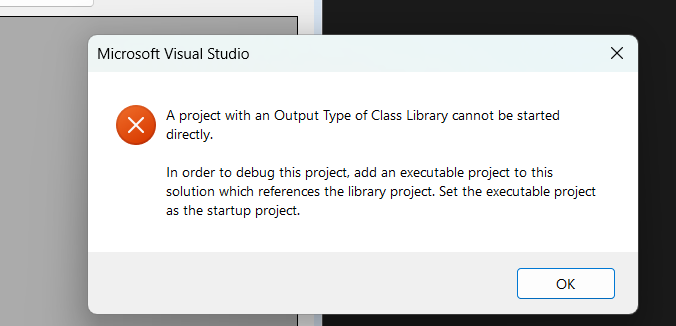 Microsoft Visual Studio
A project with an Output Type of Class Library cannot be started
directly.
In order to debug this project, add an executable project to this
solution which references the library project. Set the executable project
as the startup project.
OK